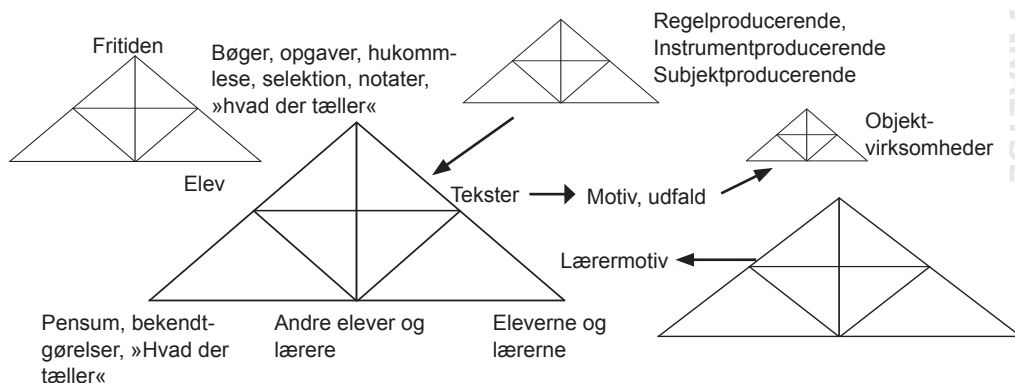 Fritiden
Bøger, opgaver, hukomm-
lese, selektion, notater,
»hvad der tæller«
Regelproducerende,
Instrumentproducerende
Subjektproducerende
Objekt-
virksomheder
Elev
Tekster
Motiv, udfald
Lærermotiv
Pensum, bekendt-
gørelser, »Hvad der
tæller«
Andre elever og
lærere
Eleverne og
lærerne